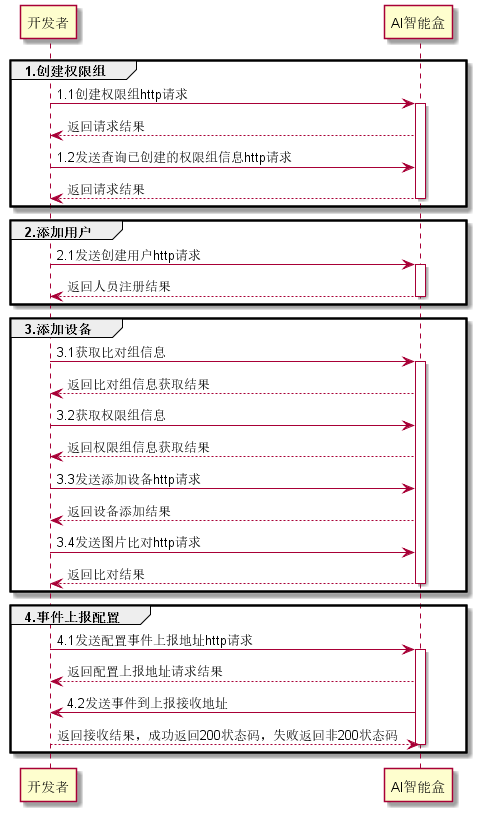 开发者 AI智能盒
1.创建权限组
1.1创建权限组http请求
返回请求结果
1.2发送查询已创建的权限组信息http请求
返回请求结果
2.添加用户
2.1发送创建用户http请求
返回人员注册结果
3.添加设备
3.1获取比对组信息
返回比对组信息获取结果
3.2获取权限组信息
返回权限组信息获取结果
3.3发送添加设备http请求
返回设备添加结果
3.4发送图片比对http请求
返回比对结果
4.事件上报配置
4.1发送配置事件上报地址http请求
返回配置上报地址请求结果
4.2发送事件到上报接收地址
返回接收结果，成功返回200状态码，失败返回非200状态码
开发者 AI智能盒